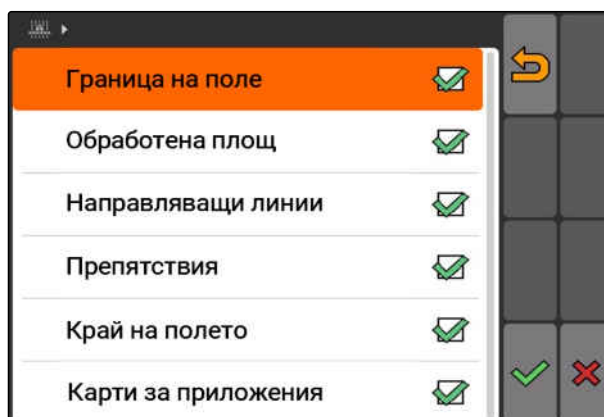 Граница на поле
Обработена площ
Направляващи линии
Препятствия
Край на полето
Карти за приложения